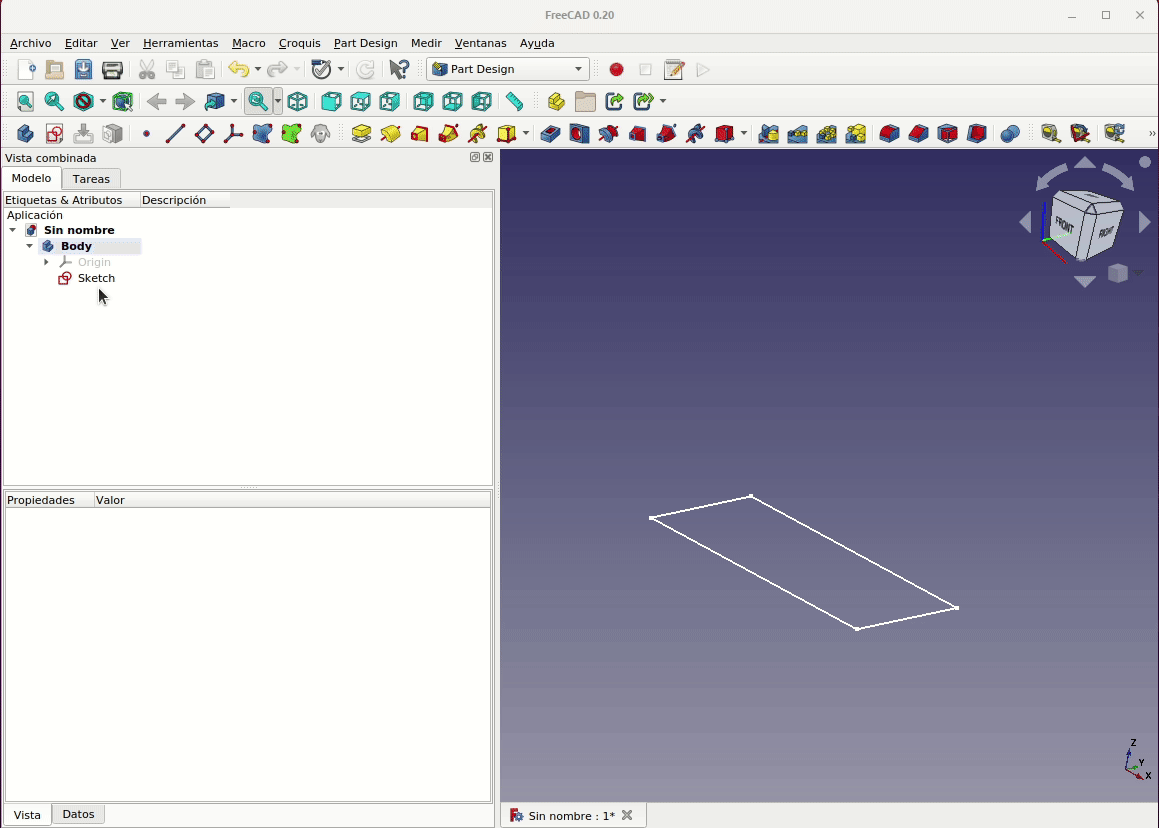 FreeCAD 0.20
Archivo Editar Ver Herramientas Macro Croquis Part Design Medir Ventanas Ayuda
Part Design
Vista combinada
Modelo Tareas
Etiquetas & Atributos Descripción
Aplicación
Sin nombre
Body
Origin
Sketch
Propiedades Valor
Vista Datos
FRONT
RIGHT
Z
Y
X
Sin nombre : 1*